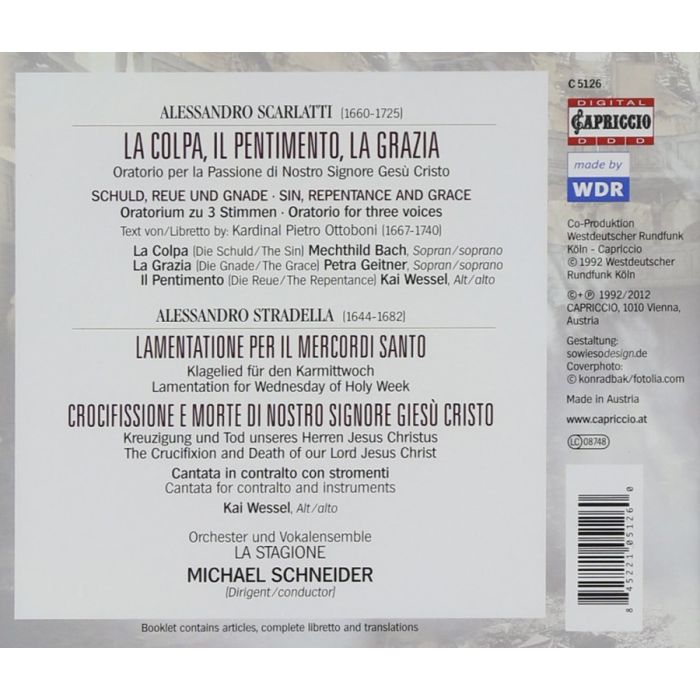 ALESSANDRO SCARLATTI (1660-1725)
LA COLPA, IL PENTIMENTO, LA GRAZIA
Oratorio per la Passione di Nostro Signore Gesù Cristo
SCHULD, REUE UND GNADE · SIN, REPENTANCE AND GRACE
Oratorium zu 3 Stimmen · Oratorio for three voices
Text von/Libretto by: Kardinal Pietro Ottoboni (1667-1740)
La Colpa (Die Schuld/The Sin) Mechthild Bach, Sopran/soprano
La Grazia (Die Gnade/The Grace) Petra Geitner, Sopran/soprano
Il Pentimento (Die Reue/The Repentance) Kai Wessel, Alt/alto
ALESSANDRO STRADELLA (1644-1682)
LAMENTATIONE PER IL MERCORDI SANTO
Klagelied für den Karmittwoch
Lamentation for Wednesday of Holy Week
CROCIFISSIONE E MORTE DI NOSTRO SIGNORE GIESÙ CRISTO
Kreuzigung und Tod unseres Herren Jesus Christus
The Crucifixion and Death of our Lord Jesus Christ
Cantata in contralto con stromenti
Cantata for contralto and instruments
Kai Wessel, Alt/alto
Orchester und Vokalensemble
LA STAGIONE
MICHAEL SCHNEIDER
(Dirigent/conductor)
Booklet contains articles, complete libretto and translations
C 5126
DIGITAL
CAPRICCIO
D D D
made by
WDR
Co-Produktion
Westdeutscher Rundfunk
Köln - Capriccio
© 1992 Westdeutscher
Rundfunk Köln
©+℗ 1992/2012
CAPRICCIO, 1010 Vienna,
Austria
Gestaltung:
sowiesodesign.de
Coverphoto:
© konradbak/fotolia.com
Made in Austria
www.capriccio.at
LC 08748
8 45221 05126 0